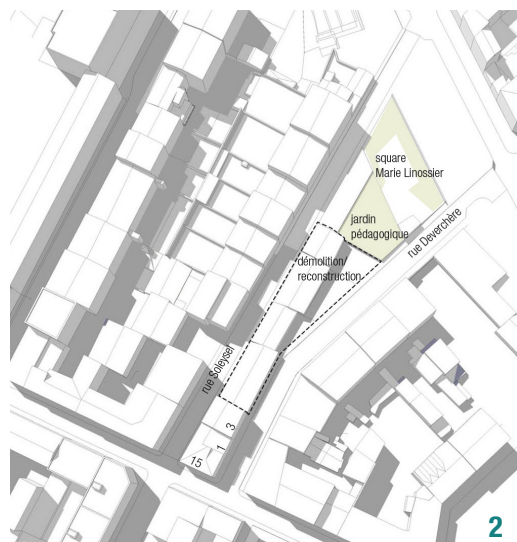 square
Marie Linossier
jardin
pédagogique
rue Deverchère
démolition/
reconstruction
rue Soleysel
3
1
15
2